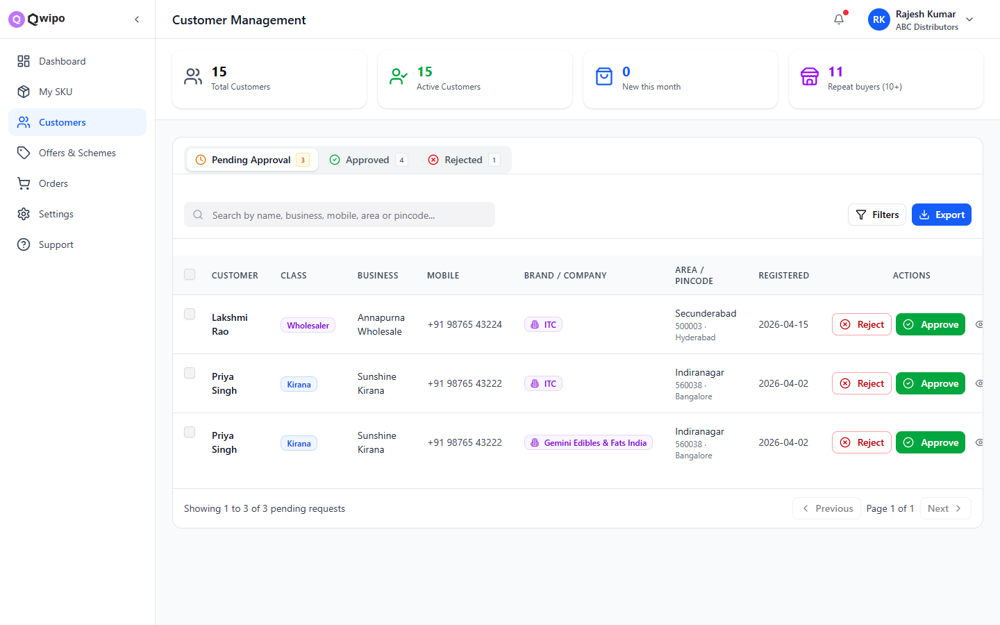 Qwipo
Customer Management
RK
Rajesh Kumar
ABC Distributors
Dashboard
My SKU
Customers
Offers & Schemes
Orders
Settings
Support
15
Total Customers
15
Active Customers
0
New this month
11
Repeat buyers (10+)
Pending Approval 3
Approved 4
Rejected 1
Search by name, business, mobile, area or pincode...
Filters
Export
CUSTOMER CLASS BUSINESS MOBILE BRAND / COMPANY AREA / PINCODE REGISTERED ACTIONS
Lakshmi Rao Wholesaler Annapurna Wholesale +91 98765 43224 ITC Secunderabad 500003 · Hyderabad 2026-04-15 Reject Approve
Priya Singh Kirana Sunshine Kirana +91 98765 43222 ITC Indiranagar 560038 · Bangalore 2026-04-02 Reject Approve
Priya Singh Kirana Sunshine Kirana +91 98765 43222 Gemini Edibles & Fats India Indiranagar 560038 · Bangalore 2026-04-02 Reject Approve
Showing 1 to 3 of 3 pending requests
Previous Page 1 of 1 Next